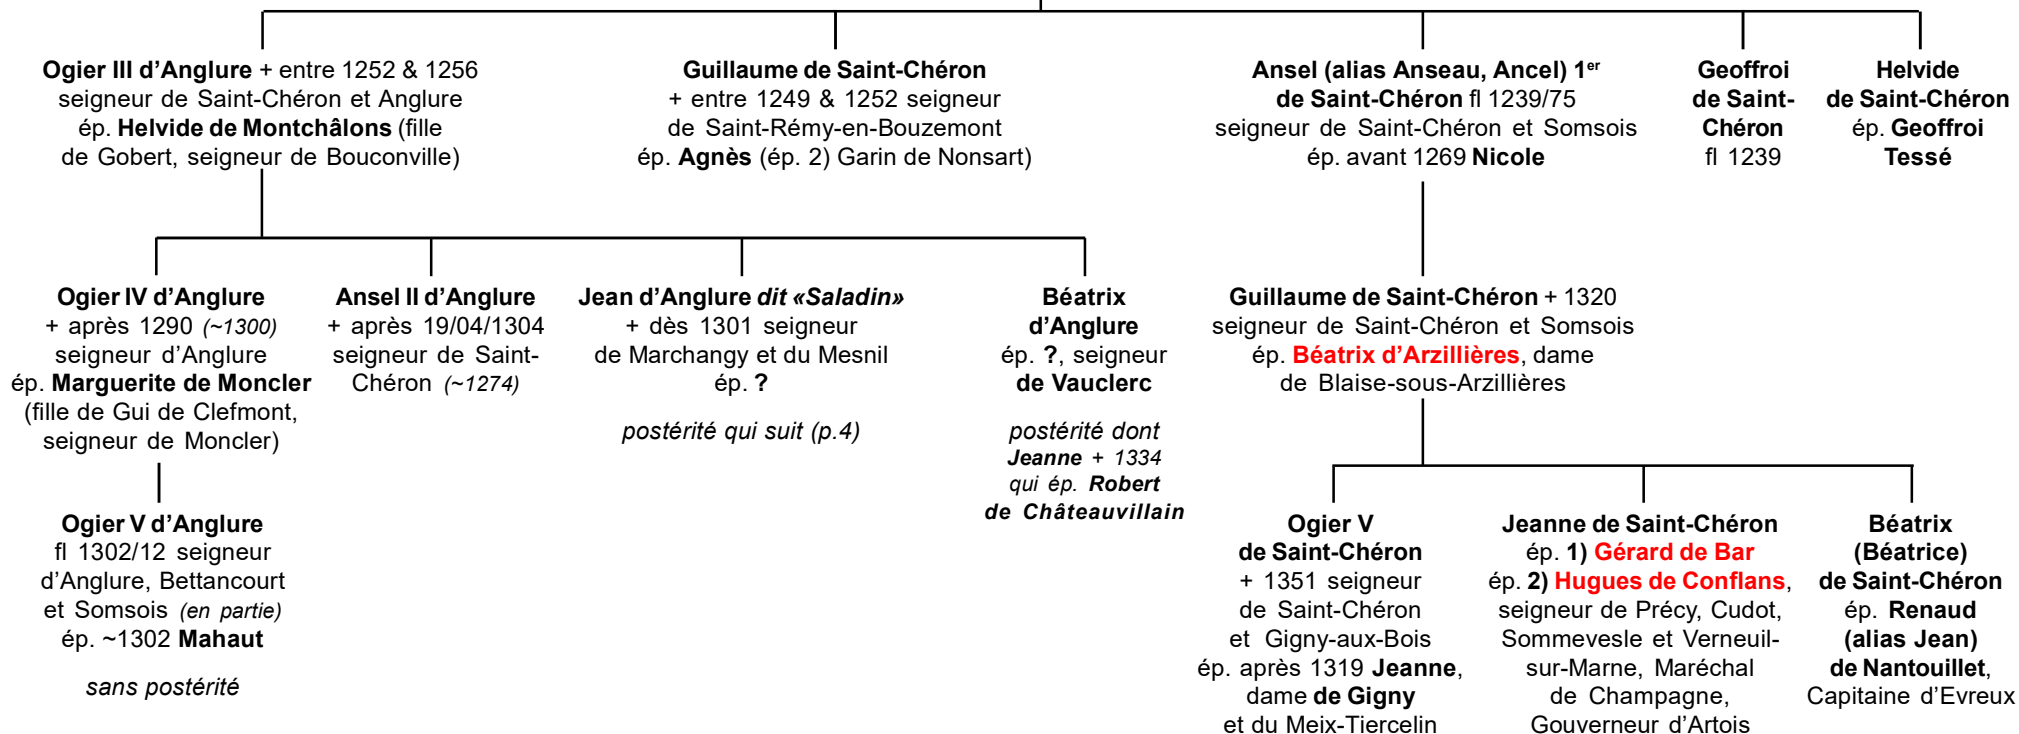 Ogier III d’Anglure + entre 1252 & 1256
seigneur de Saint-Chéron et Anglure
ép. Helvide de Montchâlons (fille
de Gobert, seigneur de Bouconville)
Guillaume de Saint-Chéron
+ entre 1249 & 1252 seigneur
de Saint-Rémy-en-Bouzemont
ép. Agnès (ép. 2) Garin de Nonsart)
Ansel (alias Anseau, Ancel) 1er
de Saint-Chéron fl 1239/75
seigneur de Saint-Chéron et Somsois
ép. avant 1269 Nicole
Geoffroi
de Saint-
Chéron
fl 1239
Helvide
de Saint-Chéron
ép. Geoffroi
Tessé
Ogier IV d’Anglure
+ après 1290 (~1300)
seigneur d’Anglure
ép. Marguerite de Moncler
(fille de Gui de Clefmont,
seigneur de Moncler)
Ansel II d’Anglure
+ après 19/04/1304
seigneur de Saint-
Chéron (~1274)
Jean d’Anglure dit «Saladin»
+ dès 1301 seigneur
de Marchangy et du Mesnil
ép. ?
postérité qui suit (p.4)
Béatrix
d’Anglure
ép. ?, seigneur
de Vauclerc
postérité dont
Jeanne + 1334
qui ép. Robert
de Châteauvillain
Guillaume de Saint-Chéron + 1320
seigneur de Saint-Chéron et Somsois
ép. Béatrix d’Arzillières, dame
de Blaise-sous-Arzillières
Ogier V d’Anglure
fl 1302/12 seigneur
d’Anglure, Bettancourt
et Somsois (en partie)
ép. ~1302 Mahaut
sans postérité
Ogier V
de Saint-Chéron
+ 1351 seigneur
de Saint-Chéron
et Gigny-aux-Bois
ép. après 1319 Jeanne,
dame de Gigny
et du Meix-Tiercelin
Jeanne de Saint-Chéron
ép. 1) Gérard de Bar
ép. 2) Hugues de Conflans,
seigneur de Précy, Cudot,
Sommevesle et Verneuil-
sur-Marne, Maréchal
de Champagne,
Gouverneur d’Artois
Béatrix
(Béatrice)
de Saint-Chéron
ép. Renaud
(alias Jean)
de Nantouillet,
Capitaine d’Evreux